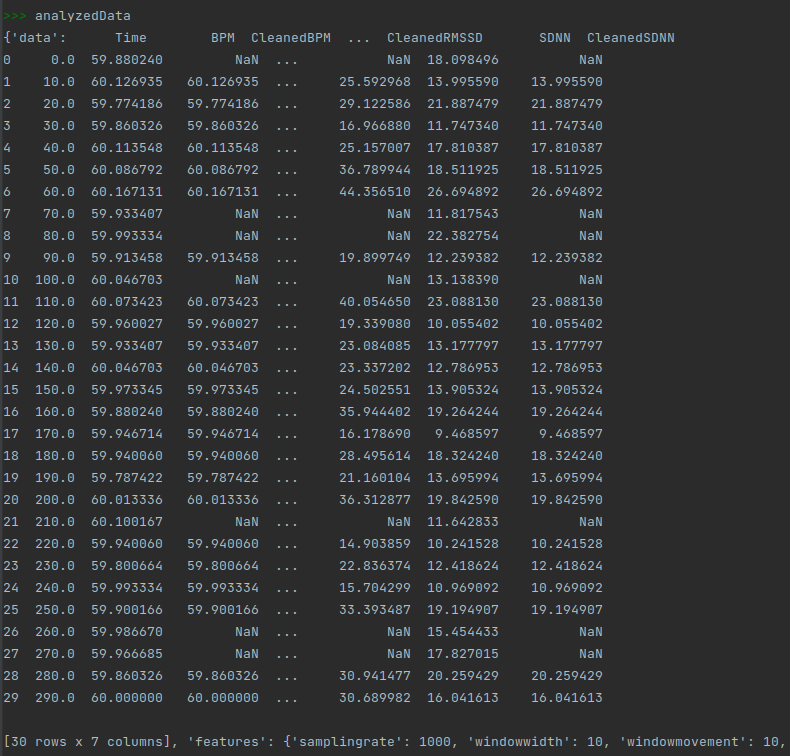 >>> analyzedData
{'data':      Time        BPM  CleanedBPM  ...  CleanedRMSSD       SDNN  CleanedSDNN
0     0.0  59.880240         NaN  ...           NaN  18.098496          NaN
1    10.0  60.126935   60.126935  ...     25.592968  13.995590    13.995590
2    20.0  59.774186   59.774186  ...     29.122586  21.887479    21.887479
3    30.0  59.860326   59.860326  ...     16.966880  11.747340    11.747340
4    40.0  60.113548   60.113548  ...     25.157007  17.810387    17.810387
5    50.0  60.086792   60.086792  ...     36.789944  18.511925    18.511925
6    60.0  60.167131   60.167131  ...     44.356510  26.694892    26.694892
7    70.0  59.933407         NaN  ...           NaN  11.817543          NaN
8    80.0  59.993334         NaN  ...           NaN  22.382754          NaN
9    90.0  59.913458   59.913458  ...     19.899749  12.239382    12.239382
10  100.0  60.046703         NaN  ...           NaN  13.138390          NaN
11  110.0  60.073423   60.073423  ...     40.054650  23.088130    23.088130
12  120.0  59.960027   59.960027  ...     19.339080  10.055402    10.055402
13  130.0  59.933407   59.933407  ...     23.084085  13.177797    13.177797
14  140.0  60.046703   60.046703  ...     23.337202  12.786953    12.786953
15  150.0  59.973345   59.973345  ...     24.502551  13.905324    13.905324
16  160.0  59.880240   59.880240  ...     35.944402  19.264244    19.264244
17  170.0  59.946714   59.946714  ...     16.178690   9.468597     9.468597
18  180.0  59.940060   59.940060  ...     28.495614  18.324240    18.324240
19  190.0  59.787422   59.787422  ...     21.160104  13.695994    13.695994
20  200.0  60.013336   60.013336  ...     36.312877  19.842590    19.842590
21  210.0  60.100167         NaN  ...           NaN  11.642833          NaN
22  220.0  59.940060   59.940060  ...     14.903859  10.241528    10.241528
23  230.0  59.800664   59.800664  ...     22.836374  12.418624    12.418624
24  240.0  59.993334   59.993334  ...     15.704299  10.969092    10.969092
25  250.0  59.900166   59.900166  ...     33.393487  19.194907    19.194907
26  260.0  59.986670         NaN  ...           NaN  15.454433          NaN
27  270.0  59.966685         NaN  ...           NaN  17.827015          NaN
28  280.0  59.860326   59.860326  ...     30.941477  20.259429    20.259429
29  290.0  60.000000   60.000000  ...     30.689982  16.041613    16.041613
[30 rows x 7 columns], 'features': {'samplingrate': 1000, 'windowwidth': 10, 'windowmovement': 10,